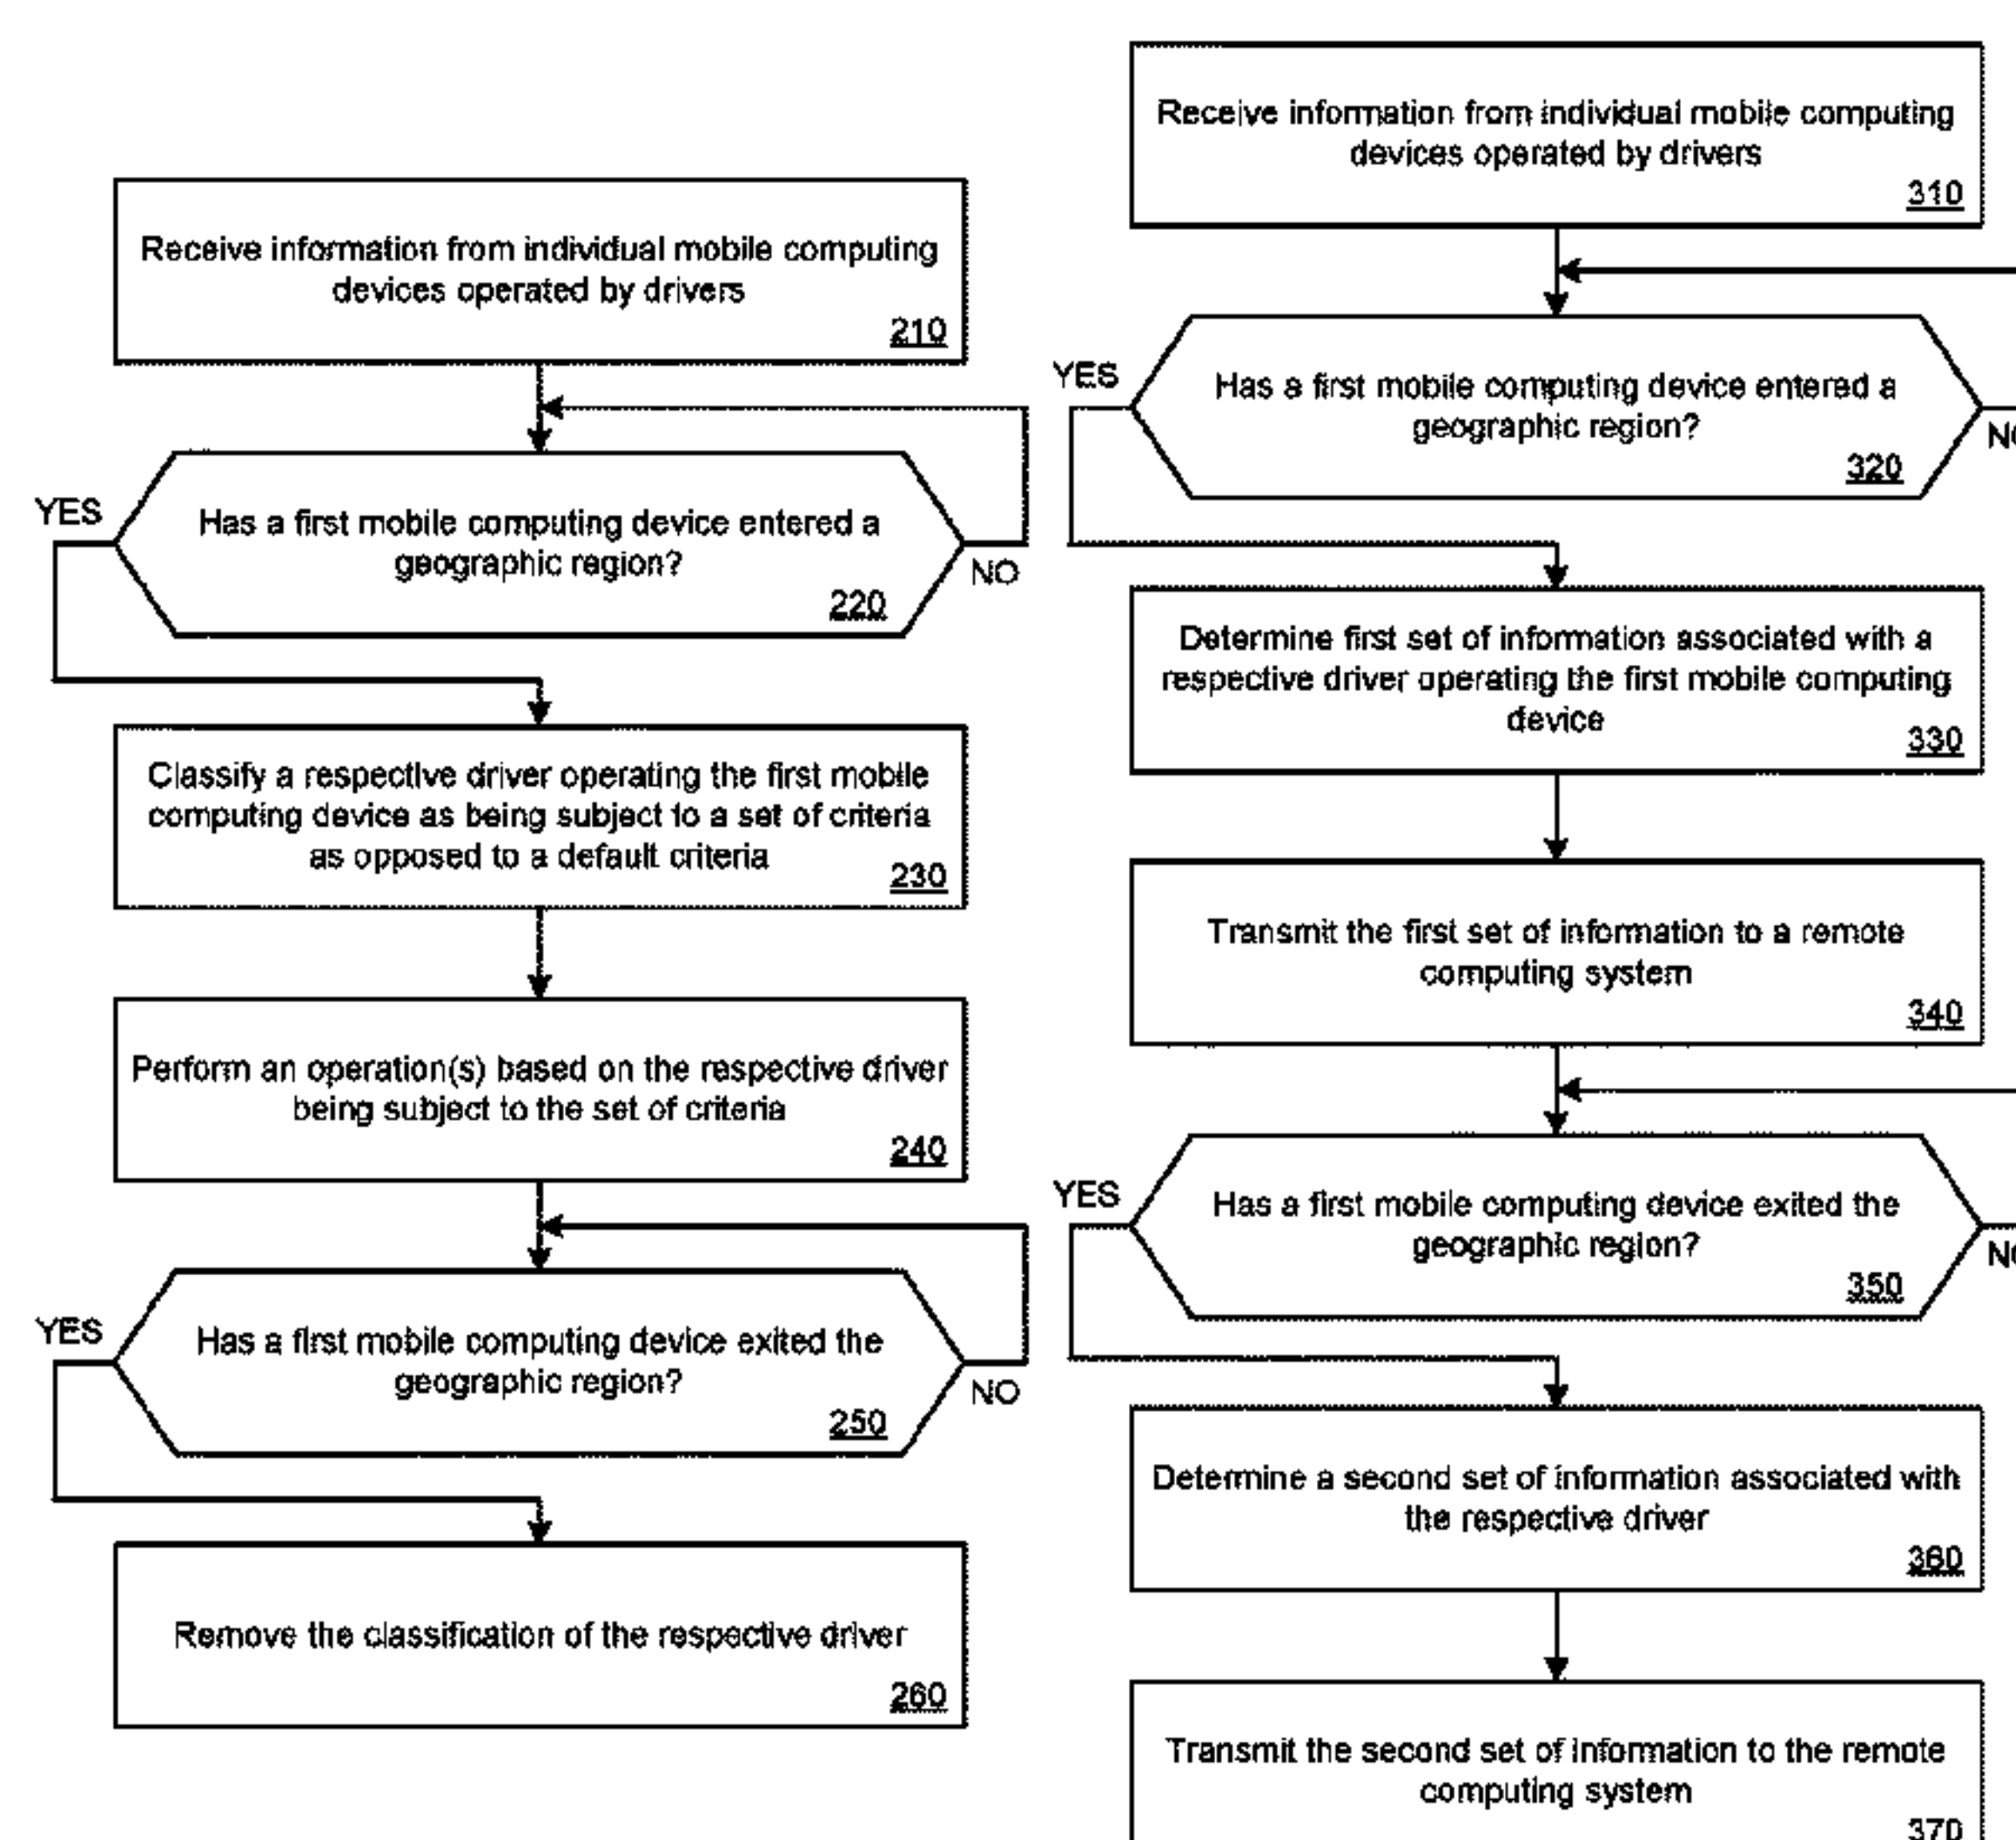 Receive information from individual mobile computing
devices operated by drivers
210
YES
Has a first mobile computing device entered a
geographic region?
220
NO
Classify a respective driver operating the first mobile
computing device as being subject to a set of criteria
as opposed to a default criteria
230
Perform an operation(s) based on the respective driver
being subject to the set of criteria
240
YES
Has a first mobile computing device exited the
geographic region?
250
NO
Remove the classification of the respective driver
260
Receive information from individual mobile computing
devices operated by drivers
310
YES
Has a first mobile computing device entered a
geographic region?
320
Determine first set of information associated with a
respective driver operating the first mobile computing
device
330
Transmit the first set of information to a remote
computing system
340
YES
Has a first mobile computing device exited the
geographic region?
350
Determine a second set of information associated with
the respective driver
360
Transmit the second set of information to the remote
computing system
370